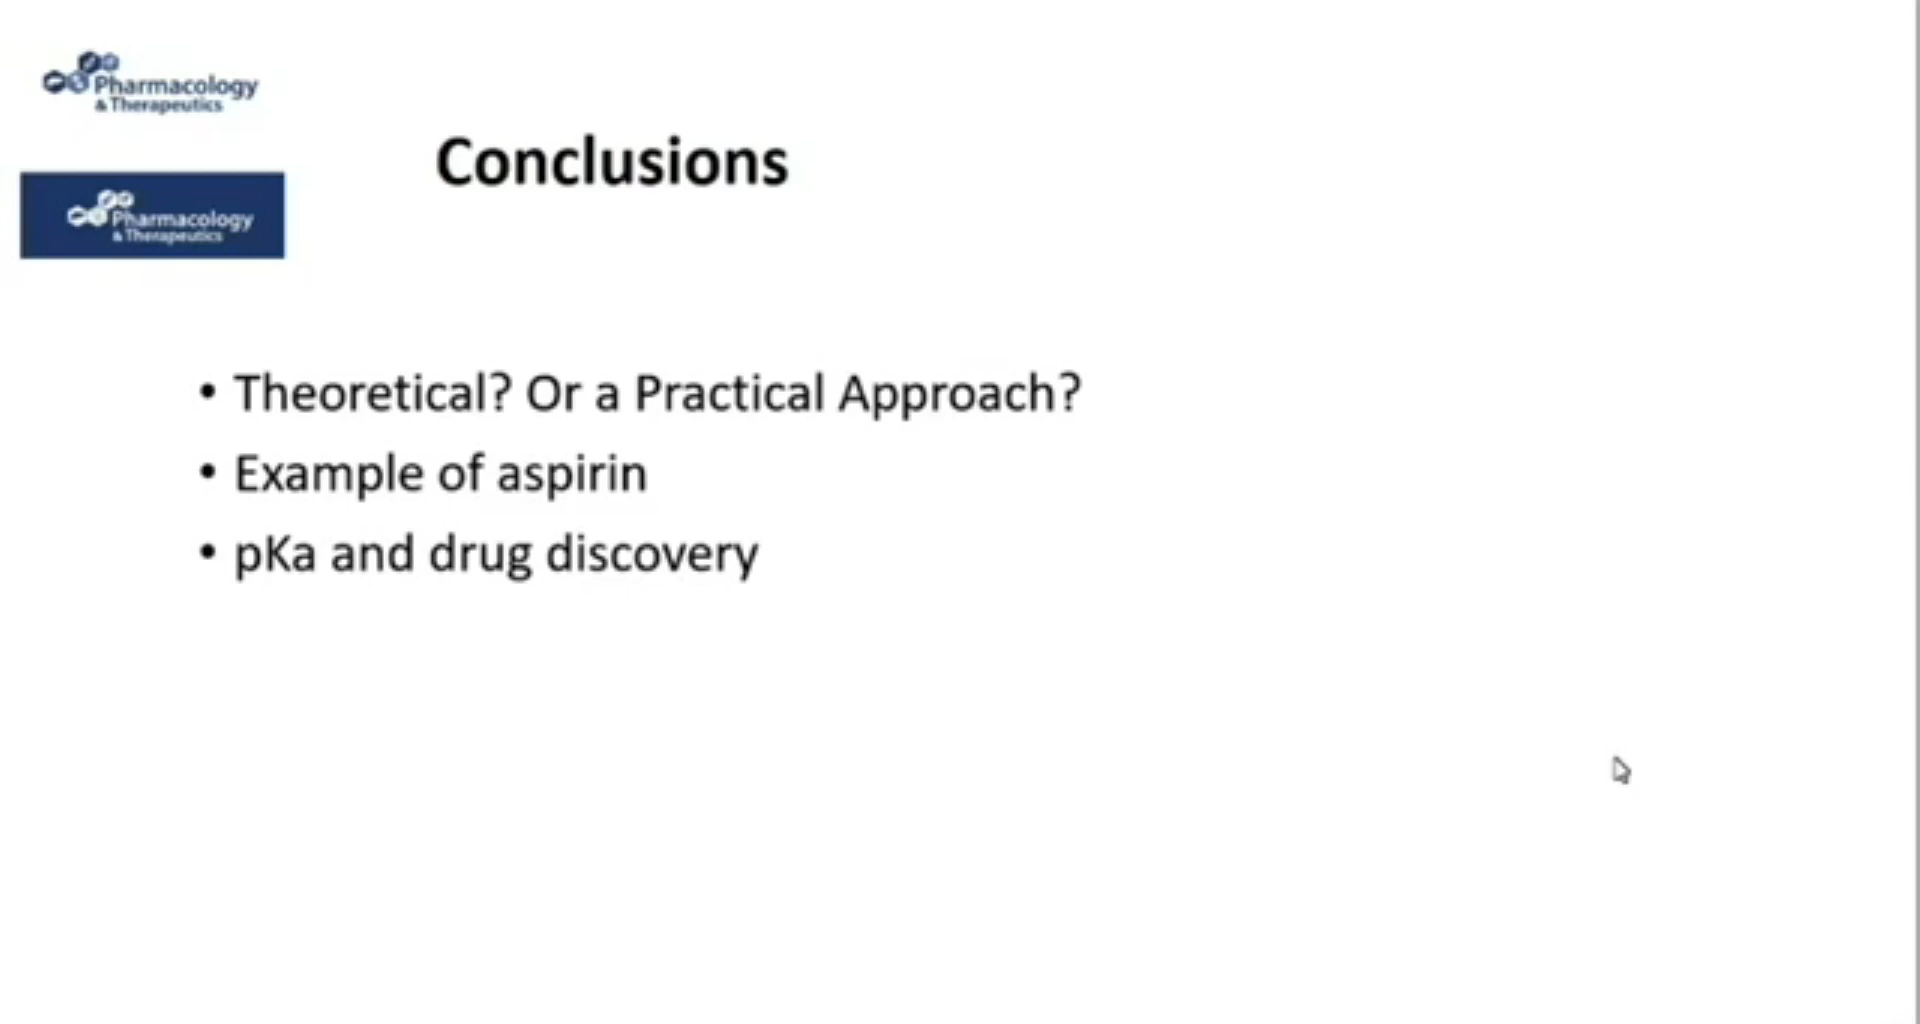 Pharmacology
& Therapeutics
Conclusions
Pharmacology
& Therapeutics
• Theoretical? Or a Practical Approach?
• Example of aspirin
• pKa and drug discovery